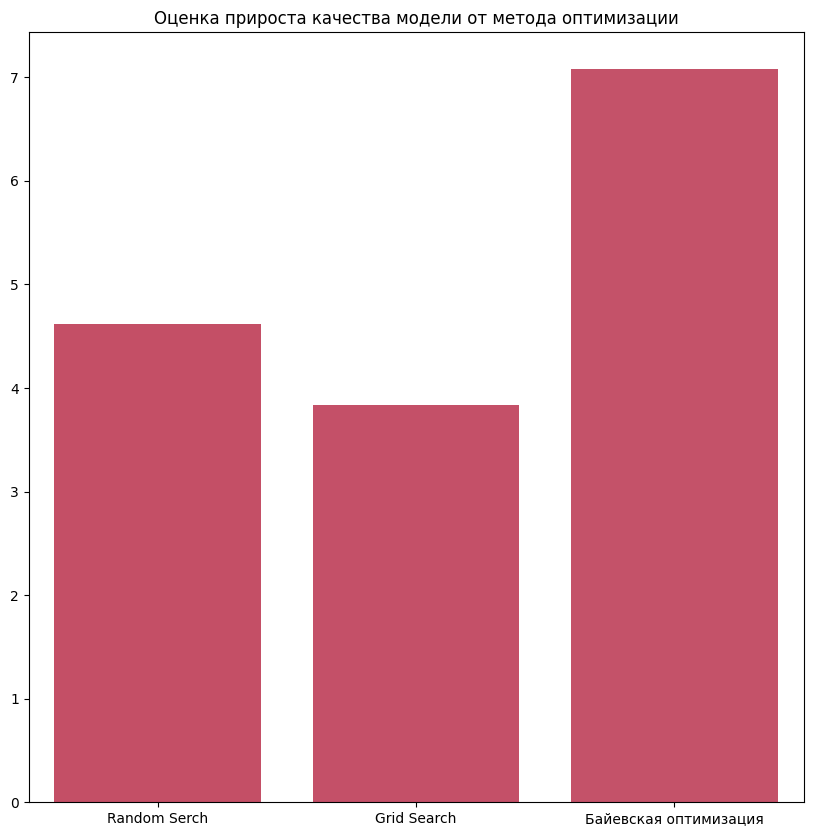 Оценка прироста качества модели от метода оптимизации
7
6
5
4
3
2
1
0
Random Serch
Grid Search
Байевская оптимизация